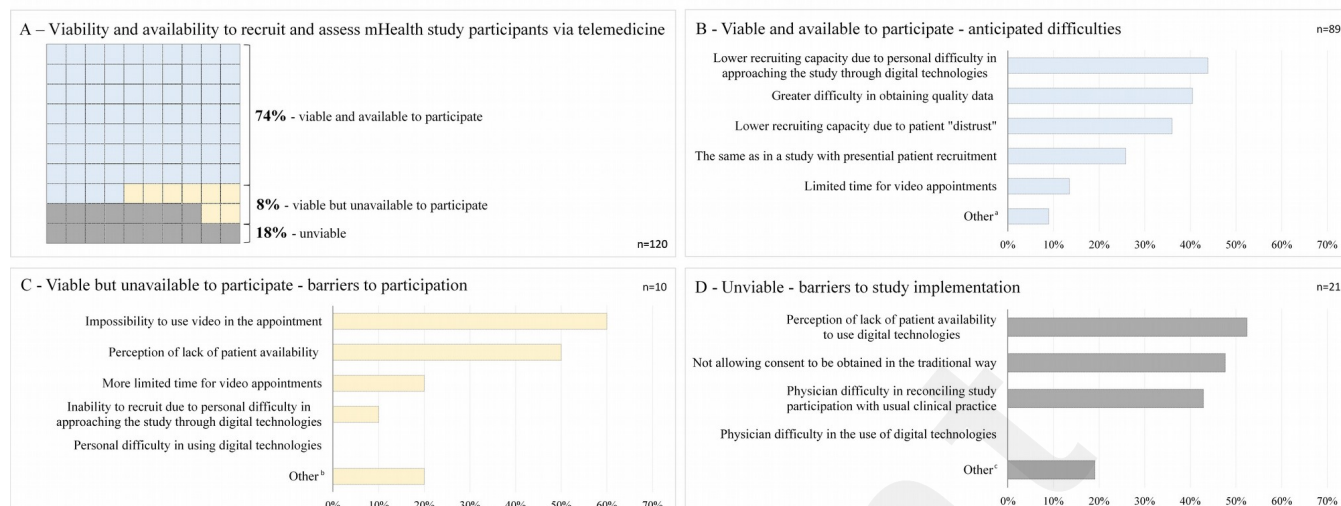 A – Viability and availability to recruit and assess mHealth study participants via telemedicine
74% - viable and available to participate
8% - viable but unavailable to participate
18% - unviable
n=120
B - Viable and available to participate - anticipated difficulties
n=89
Lower recruiting capacity due to personal difficulty in
approaching the study through digital technologies
Greater difficulty in obtaining quality data
Lower recruiting capacity due to patient "distrust"
The same as in a study with presential patient recruitment
Limited time for video appointments
Other a
0% 10% 20% 30% 40% 50% 60% 70%
C - Viable but unavailable to participate - barriers to participation
n=10
Impossibility to use video in the appointment
Perception of lack of patient availability
More limited time for video appointments
Inability to recruit due to personal difficulty in
approaching the study through digital technologies
Personal difficulty in using digital technologies
Other b
0% 10% 20% 30% 40% 50% 60% 70%
D - Unviable - barriers to study implementation
n=21
Perception of lack of patient availability
to use digital technologies
Not allowing consent to be obtained in the traditional way
Physician difficulty in reconciling study
participation with usual clinical practice
Physician difficulty in the use of digital technologies
Other c
0% 10% 20% 30% 40% 50% 60% 70%